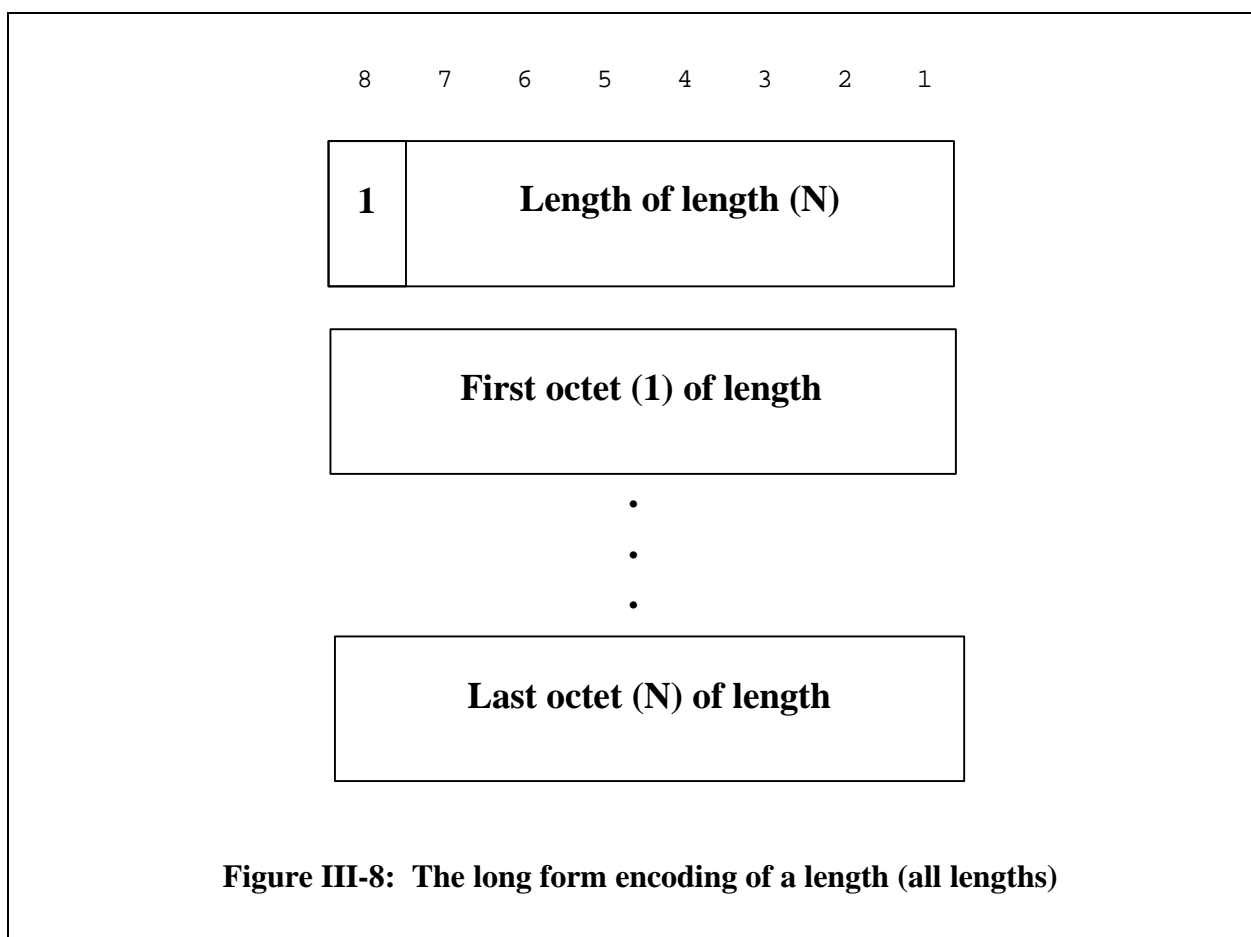 8 7 6 5 4 3 2 1
1 Length of length (N)
First octet (1) of length
.
.
.
Last octet (N) of length
Figure III-8: The long form encoding of a length (all lengths)